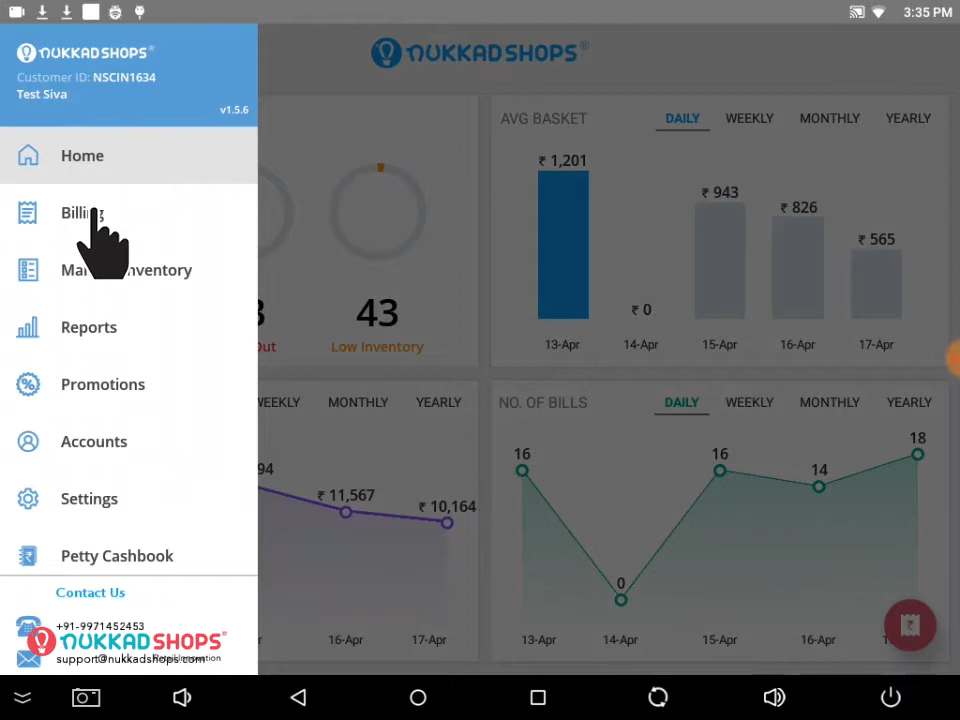 3:35 PM
NUKKADSHOPS®
Customer ID: NSCIN1634
Test Siva
v1.5.6
Home
Billing
Inventory
Reports
Promotions
Accounts
Settings
Petty Cashbook
Contact Us
+91-9971452453
NUKKADSHOPS®
support@nukkadshops.com
NUKKADSHOPS®
43
Low Inventory
AVG BASKET DAILY WEEKLY MONTHLY YEARLY
₹ 1,201
₹ 0
₹ 943
₹ 826
₹ 565
13-Apr 14-Apr 15-Apr 16-Apr 17-Apr
MONTHLY YEARLY
₹ 11,567
₹ 10,164
16-Apr 17-Apr
NO. OF BILLS DAILY WEEKLY MONTHLY YEARLY
16
0
16
14
18
13-Apr 14-Apr 15-Apr 16-Apr